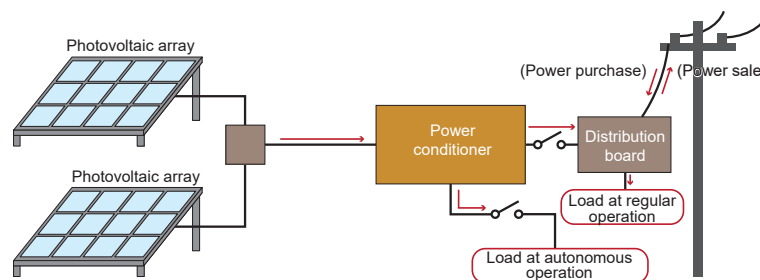 Photovoltaic array
(Power purchase)
(Power sale)
Power
conditioner
Distribution
board
Photovoltaic array
Load at regular
operation
Load at autonomous
operation